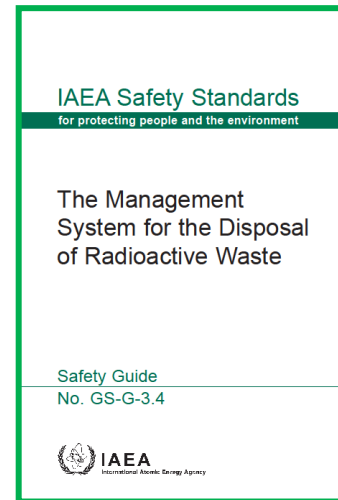 IAEA Safety Standards
for protecting people and the environment
The Management
System for the Disposal
of Radioactive Waste
Safety Guide
No. GS-G-3.4
IAEA
International Atomic Energy Agency